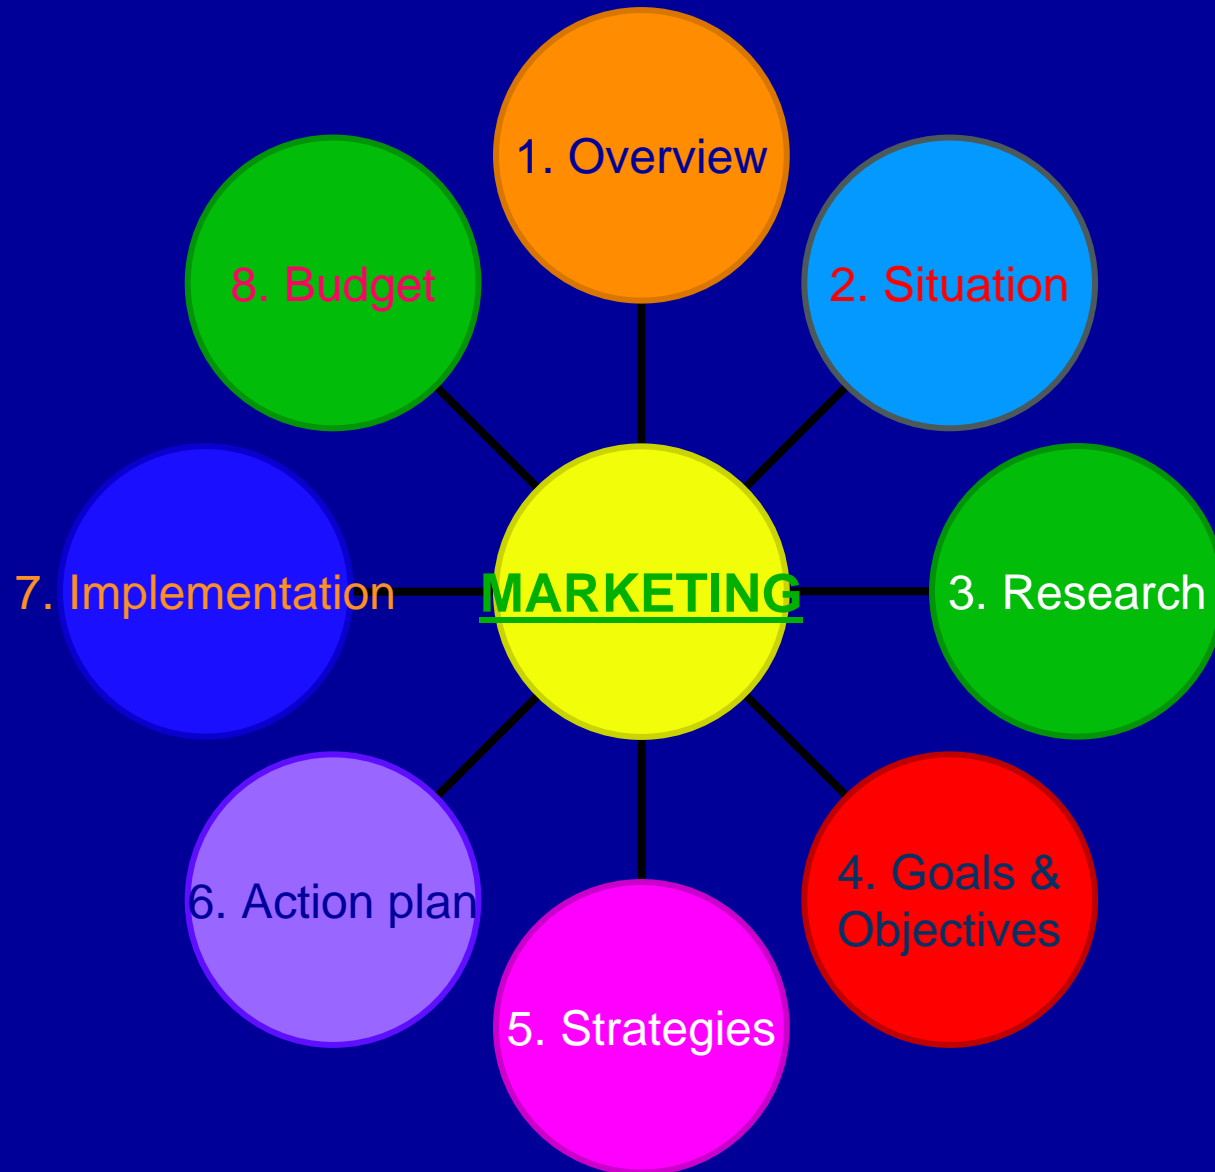 1. Overview
2. Situation
3. Research
4. Goals &
Objectives
5. Strategies
6. Action plan
7. Implementation
8. Budget
MARKETING